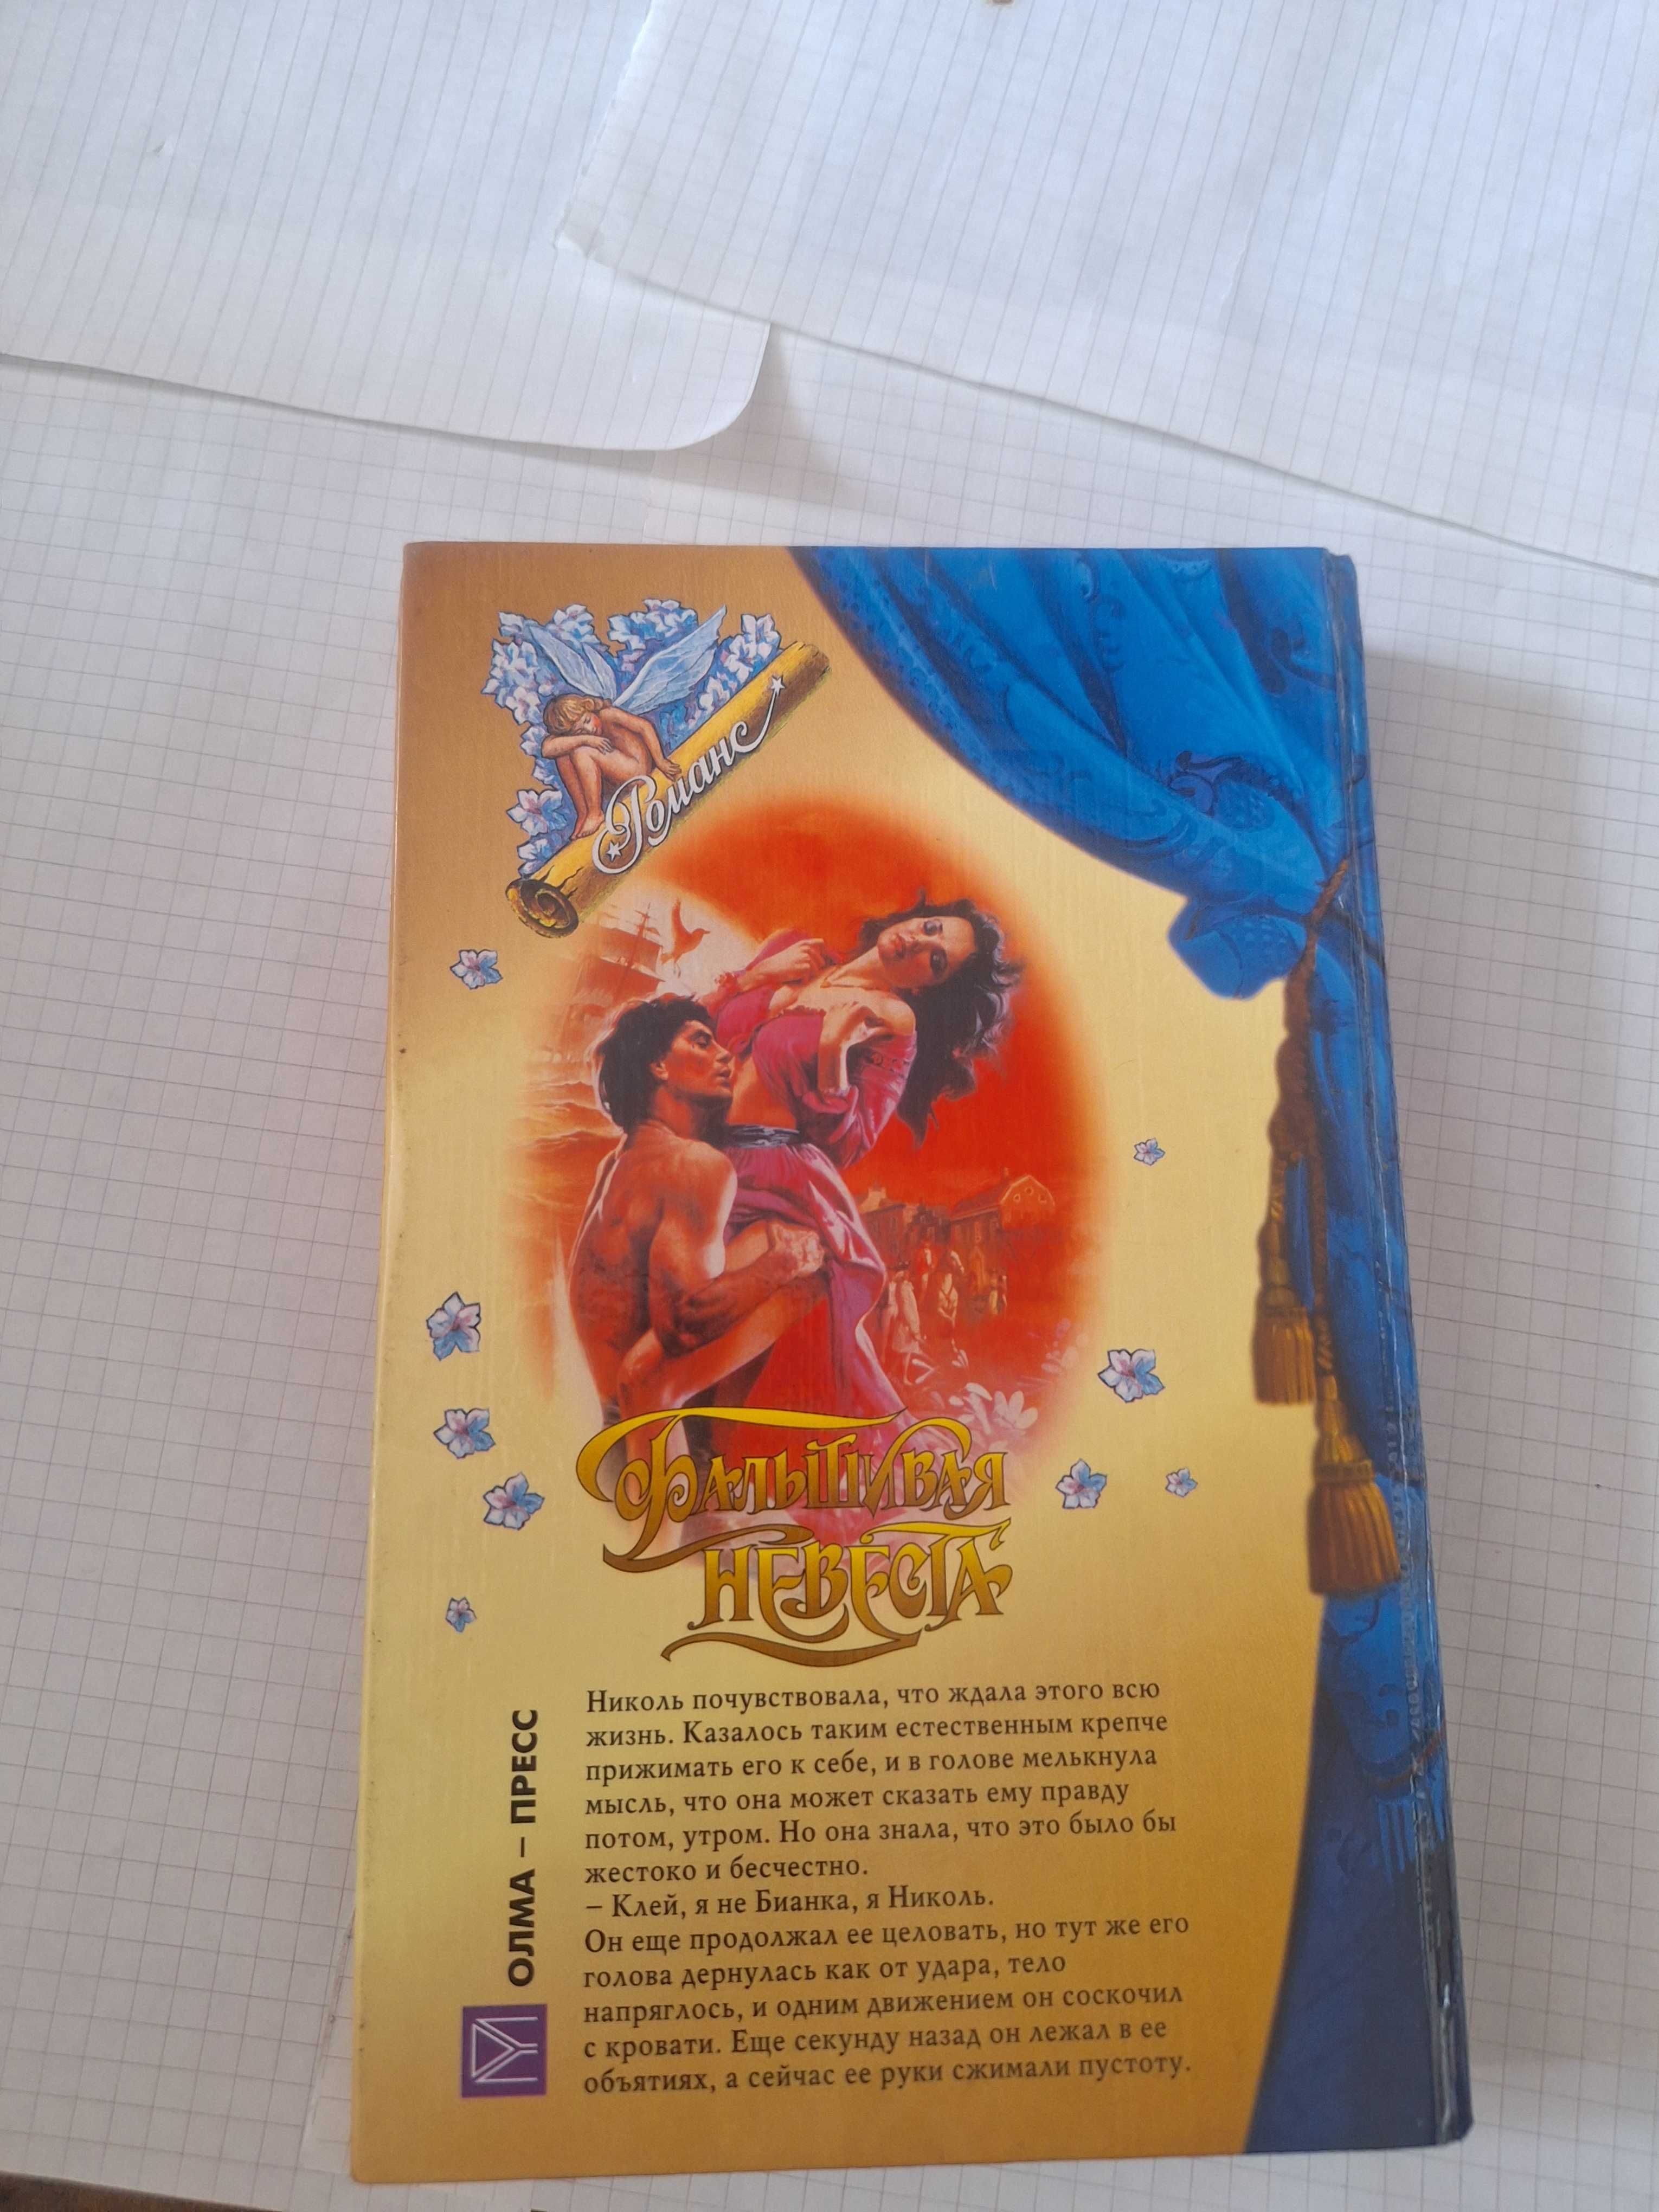 Романс
Фальшивая
невеста
Николь почувствовала, что ждала этого всю
жизнь. Казалось таким естественным крепче
прижимать его к себе, и в голове мелькнула
мысль, что она может сказать ему правду
потом, утром. Но она знала, что это было бы
жестоко и бесчестно.
– Клей, я не Бианка, я Николь.
Он еще продолжал ее целовать, но тут же его
голова дернулась как от удара, тело
напряглось, и одним движением он соскочил
с кровати. Еще секунду назад он лежал в ее
объятиях, а сейчас ее руки сжимали пустоту.
ОЛМА – ПРЕСС